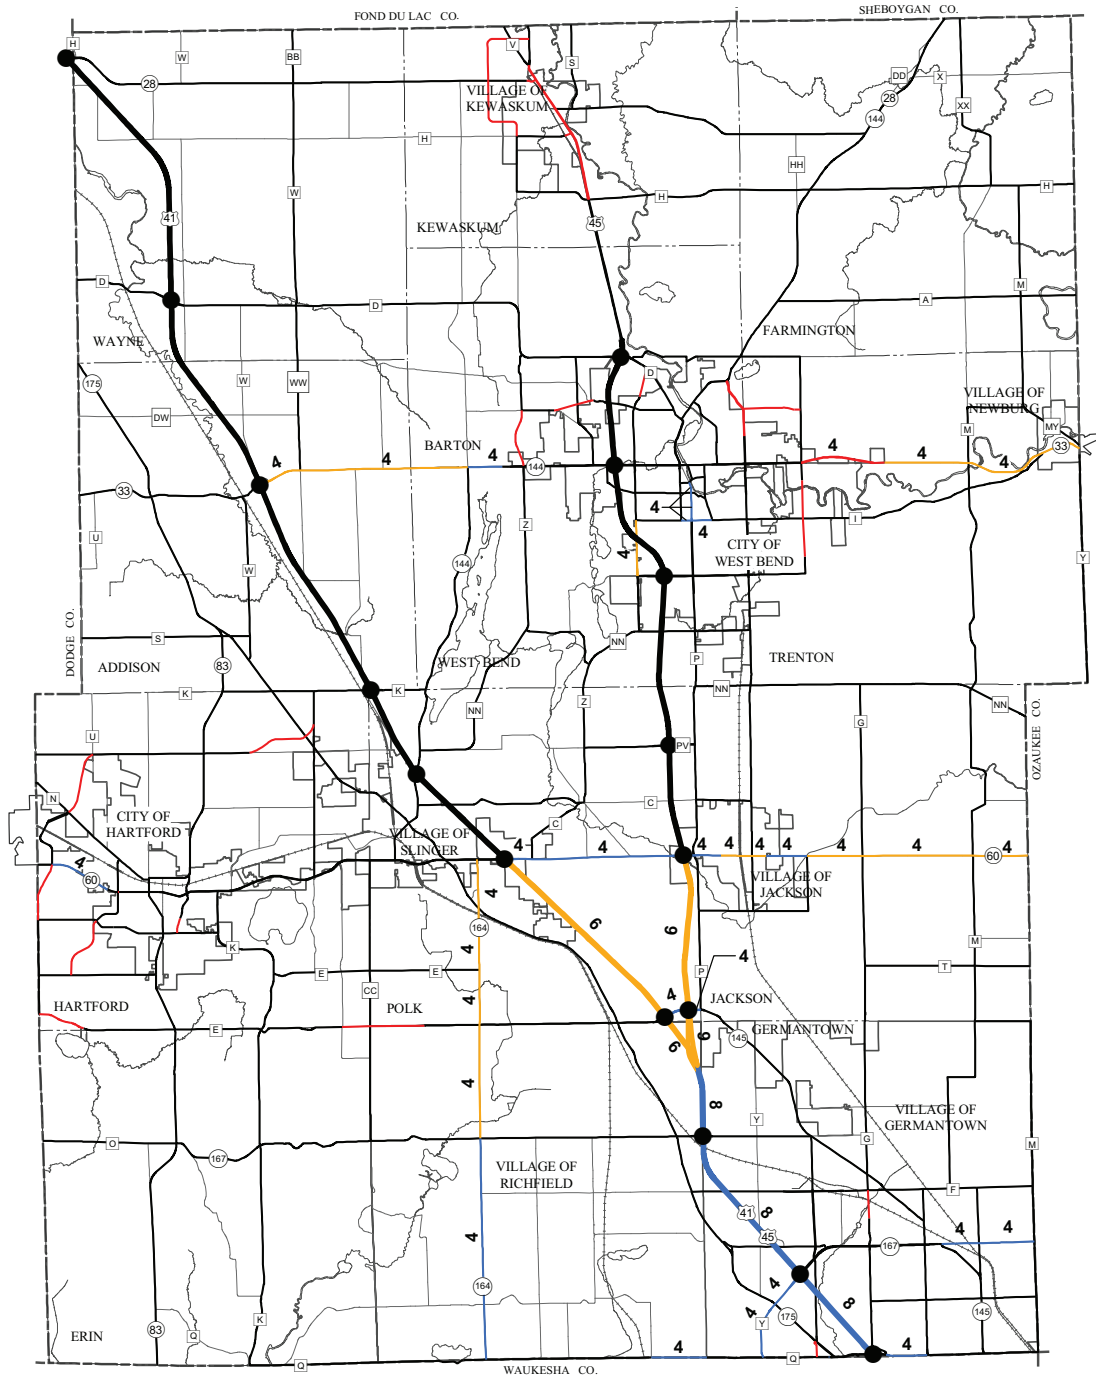 FOND DU LAC CO.
SHEBOYGAN CO.
H
W
BB
V
S
28
DD
X
28
XX
144
VILLAGE OF
KEWASKUM
H
HH
W
H
H
41
45
KEWASKUM
D
D
A
M
WAYNE
FARMINGTON
175
W
WW
D
VILLAGE OF
NEWBURG
DW
M
MY
BARTON
33
4
4
4
144
4
4
33
4
I
Z
4
U
4
CITY OF
WEST BEND
Y
W
144
DODGE CO.
S
ADDISON
83
WEST BEND
NN
P
TRENTON
K
K
NN
NN
NN
Z
G
OZAUKEE CO.
U
PV
N
C
CITY OF
HARTFORD
C
VILLAGE OF
SLINGER
4
60
4
4
4
4
4
4
4
4
60
4
VILLAGE OF
JACKSON
4
164
6
6
K
4
E
E
P
4
M
T
CC
HARTFORD
POLK
4
4
JACKSON
GERMANTOWN
E
6
6
145
4
8
Y
VILLAGE OF
GERMANTOWN
O
167
G
M
VILLAGE OF
RICHFIELD
F
41
8
45
4
4
4
167
164
4
4
8
145
175
Y
ERIN
83
Q
K
4
4
Q
Q
WAUKESHA CO.